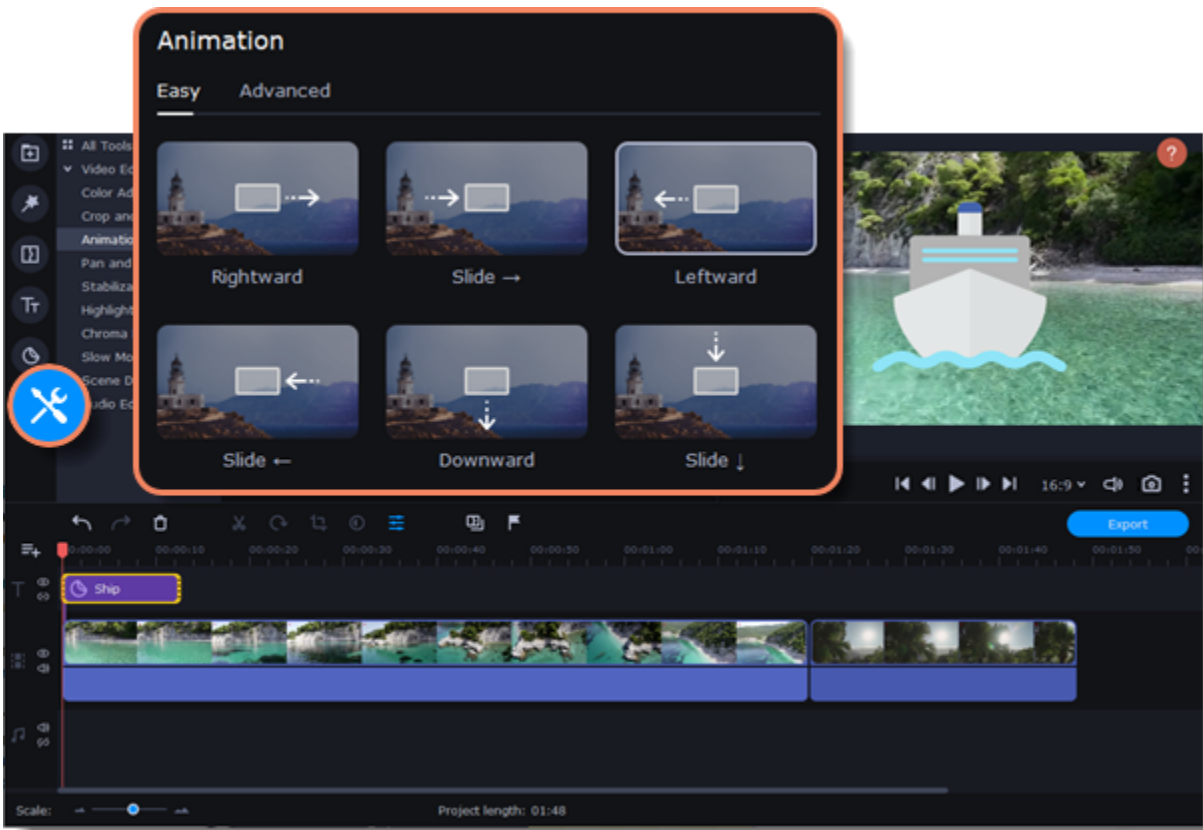 Animation
Easy Advanced
Rightward
Slide →
Leftward
Slide ←
Downward
Slide ↓
?
All Tools
Video Ed
Color Ad
Crop and
Animatio
Pan and
Stabiliza
Highlight
Chroma
Slow Mo
Scene D
udio Ed
Tт
16:9
Export
0:00:00 00:00:10 00:00:20 00:00:30 00:00:40 00:00:50 00:01:00 00:01:10 00:01:20 00:01:30 00:01:40 00:01:50 00
T
Ship
Scale:
Project length: 01:48